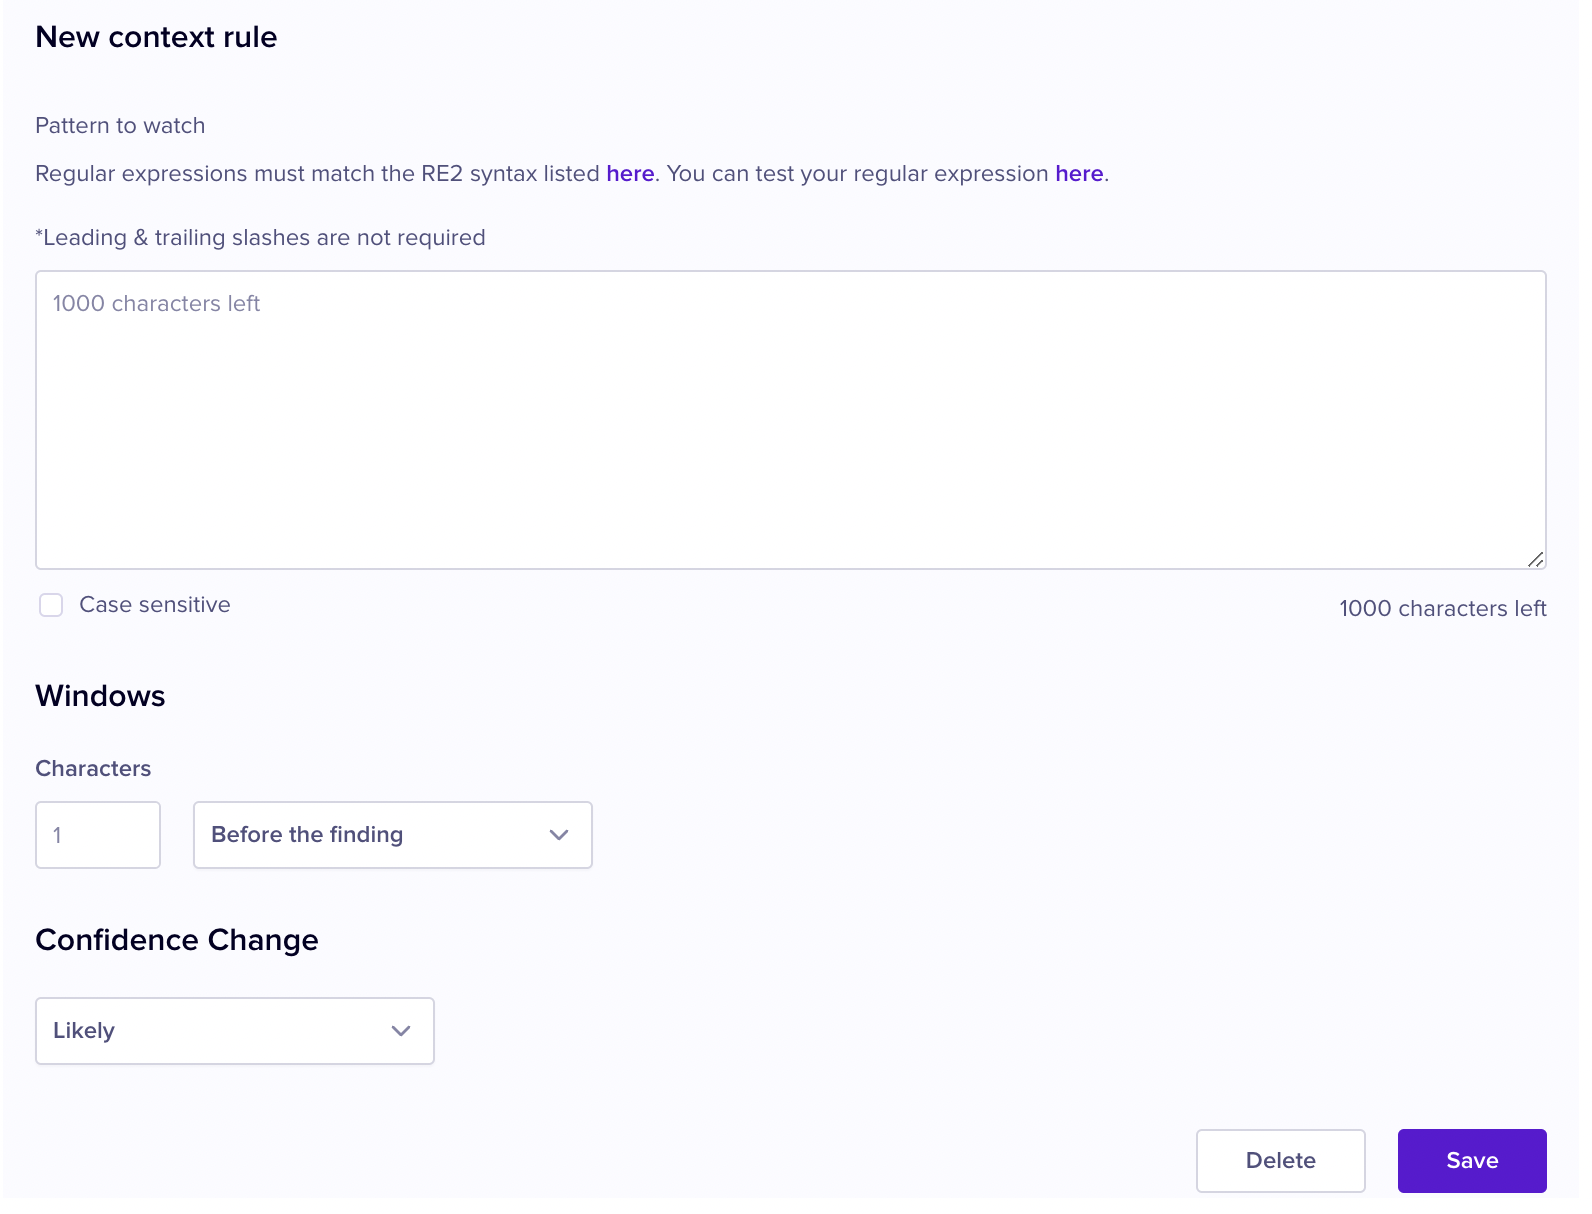 New context rule
Pattern to watch
Regular expressions must match the RE2 syntax listed here. You can test your regular expression here.
*Leading & trailing slashes are not required
1000 characters left
Case sensitive
1000 characters left
Windows
Characters
1
Before the finding
Confidence Change
Likely
Delete
Save